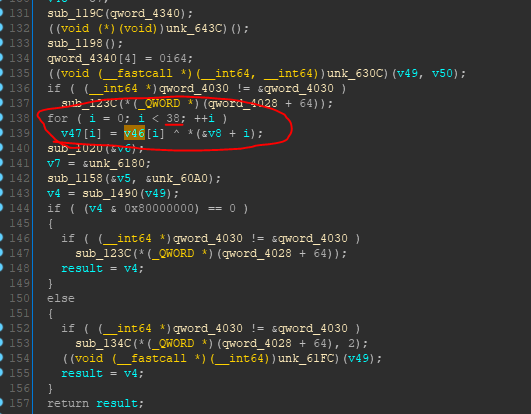 131 sub_119C(qword_4340);
132 ((void (*)(void))unk_643C)();
133 sub_1198();
134 qword_4340[4] = 0i64;
135 ((void (__fastcall *)(__int64, __int64))unk_630C)(v49, v50);
136 if ( (__int64 *)qword_4030 != &qword_4030 )
137 sub_123C(*(_QWORD *)(qword_4028 + 64));
138 for ( i = 0; i < 38; ++i )
139 v47[i] = v46[i] ^ *(&v8 + i);
140 sub_1020(&v6);
141 v7 = &unk_6180;
142 sub_1158(&v5, &unk_60A0);
143 v4 = sub_1490(v49);
144 if ( (v4 & 0x80000000) == 0 )
145 {
146 if ( (__int64 *)qword_4030 != &qword_4030 )
147 sub_123C(*(_QWORD *)(qword_4028 + 64));
148 result = v4;
149 }
150 else
151 {
152 if ( (__int64 *)qword_4030 != &qword_4030 )
153 sub_134C(*(_QWORD *)(qword_4028 + 64), 2);
154 ((void (__fastcall *)(__int64))unk_61FC)(v49);
155 result = v4;
156 }
157 return result;